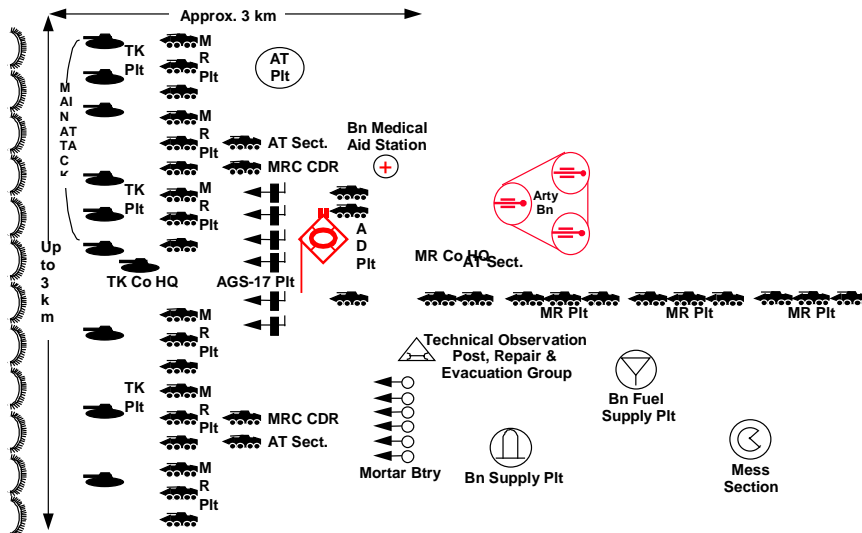 Approx. 3 km
Up to
3 km
M
AIN
ATTACK
TK
Plt
M
R
Plt
AT
Plt
M
R
Plt
AT Sect.
MRC CDR
Bn Medical
Aid Station
TK
Plt
M
R
Plt
A
D
Plt
Arty
Bn
TK Co HQ
AGS-17 Plt
MR Co HQ
AT Sect.
MR Plt
MR Plt
MR Plt
M
R
Plt
Technical Observation
Post, Repair &
Evacuation Group
TK
Plt
M
R
Plt
MRC CDR
AT Sect.
Bn Fuel
Supply Plt
M
R
Plt
Mortar Btry
Bn Supply Plt
Mess
Section